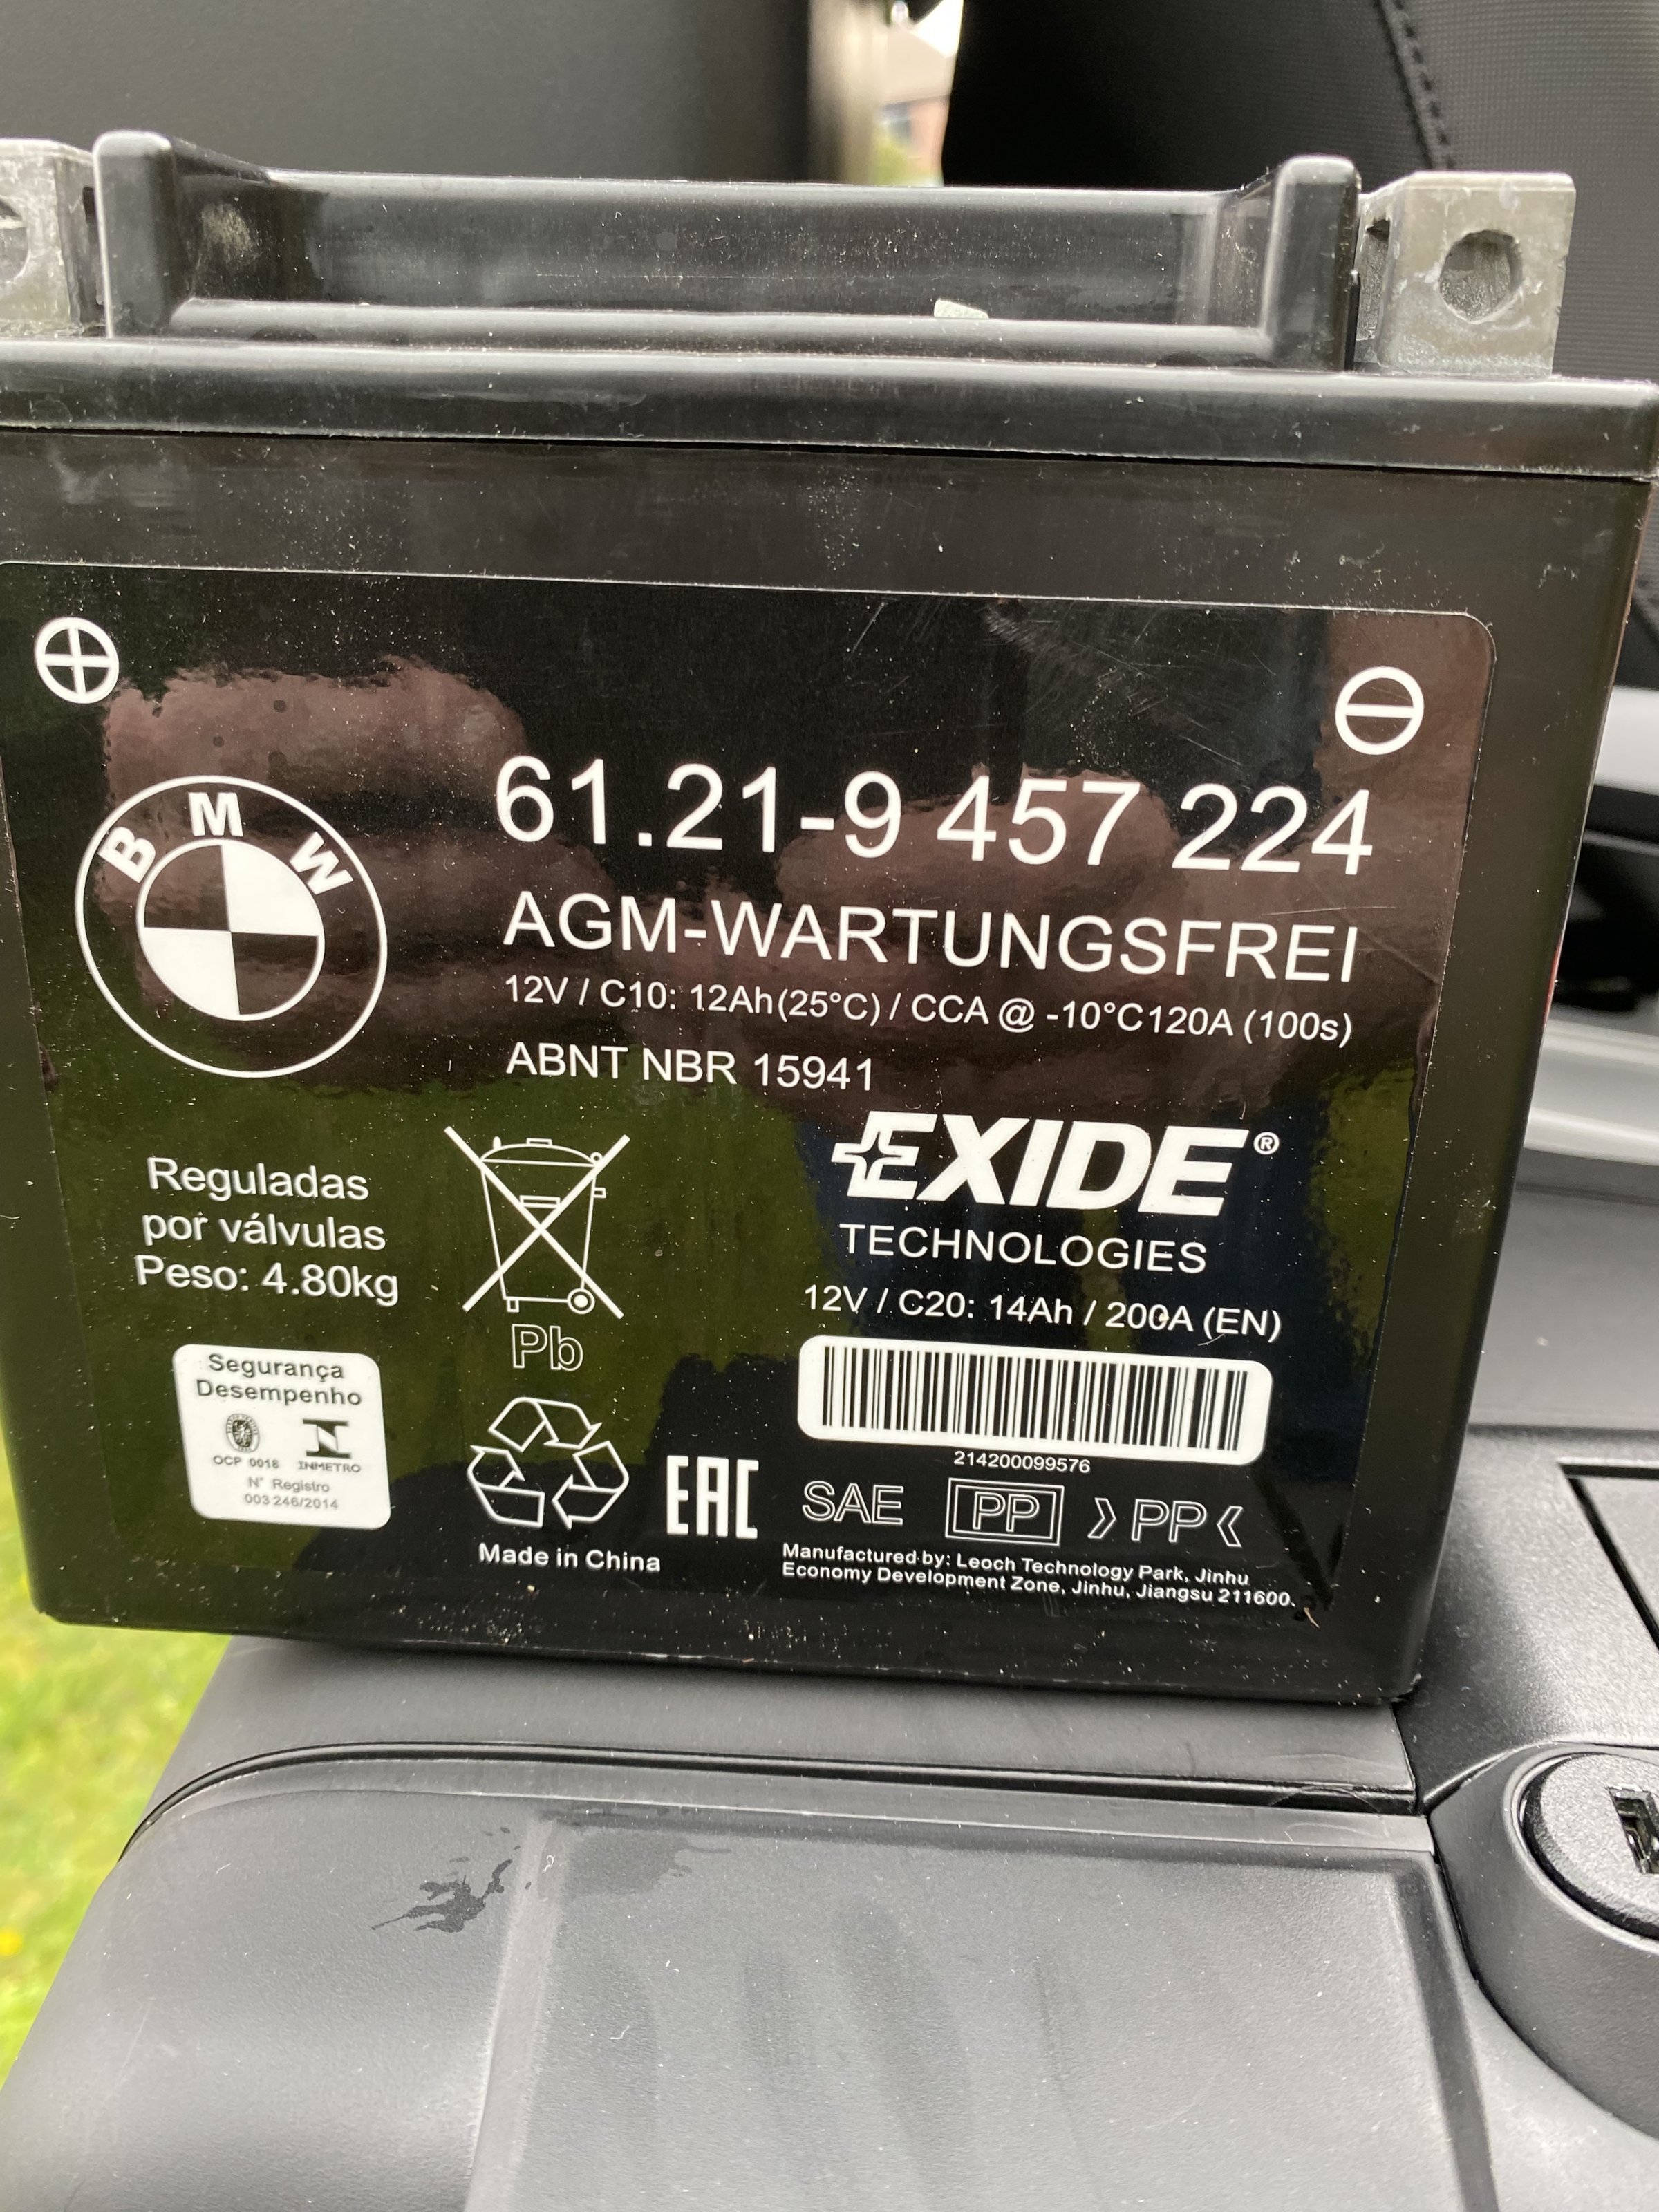 BMW
61.21-9 457 224
AGM-WARTUNGSFREI
12V / C10: 12Ah(25°C) / CCA @ -10°C120A (100s)
ABNT NBR 15941
Reguladas
por válvulas
Peso: 4.80kg
Pb
EXIDE®
TECHNOLOGIES
12V / C20: 14Ah / 200A (EN)
214200099576
Segurança
Desempenho
OCP 0018 INMETRO
N° Registro
003 246/2014
EAC
SAE PP >PP<
Made in China
Manufactured by: Leoch Technology Park, Jinhu
Economy Development Zone, Jinhu, Jiangsu 211600.